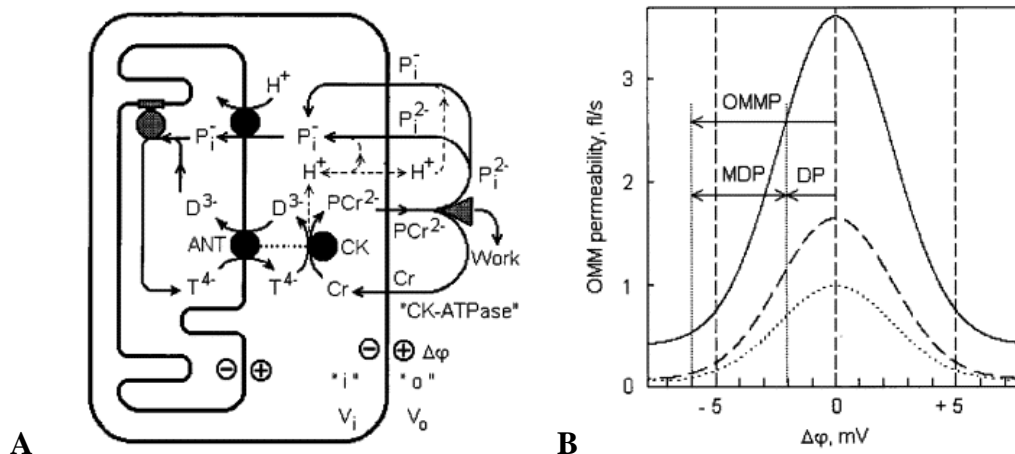 H⁺
Pᵢ⁻
Pᵢ⁻
Pᵢ²⁻
Pᵢ⁻
Pᵢ²⁻
H⁺
H⁺
D³⁻
D³⁻
PCr²⁻
PCr²⁻
ANT
CK
Work
T⁴⁻
T⁴⁻
Cr
Cr
"CK-ATPase"
⊖ ⊕
⊖ ⊕ Δφ
"i" "o"
Vᵢ Vₒ
A
OMM permeability, fl/s
3
2
1
0
OMMP
MDP
DP
- 5
0
+ 5
Δφ, mV
B